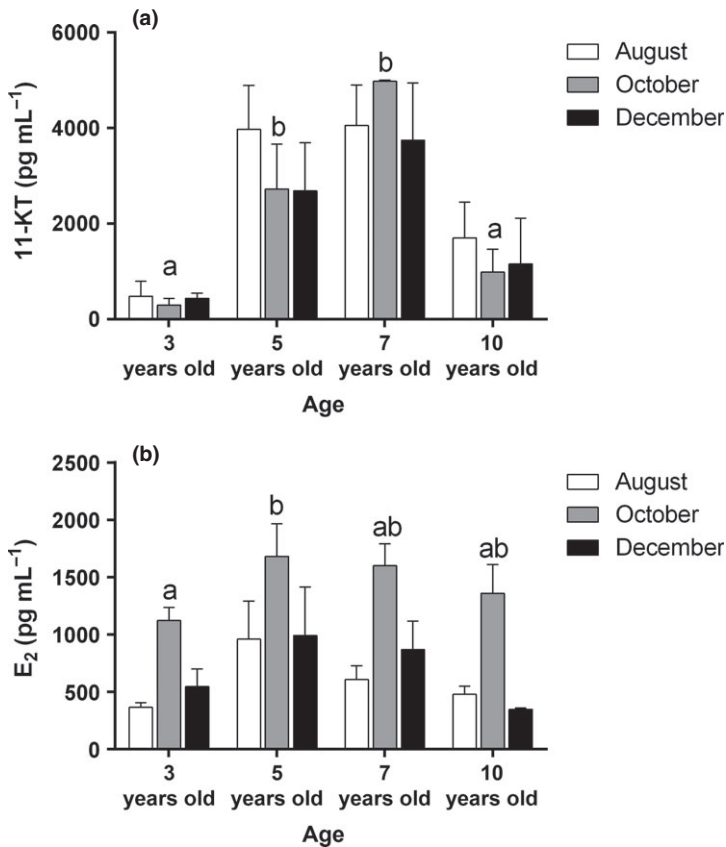 (a)
11-KT (pg mL⁻¹)
6000
4000
2000
0
a
b
b
a
3
years old
5
years old
7
years old
10
years old
Age
August
October
December
(b)
E₂ (pg mL⁻¹)
2500
2000
1500
1000
500
0
a
b
ab
ab
3
years old
5
years old
7
years old
10
years old
Age
August
October
December